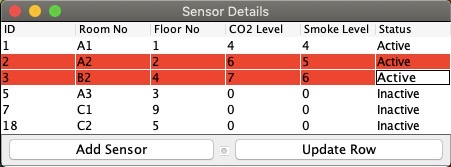 Sensor Details
ID Room No Floor No CO2 Level Smoke Level Status
1 A1 1 4 4 Active
2 A2 2 6 5 Active
3 B2 4 7 6 Active
5 A3 3 0 0 Inactive
7 C1 9 0 0 Inactive
18 C2 5 0 0 Inactive
Add Sensor Update Row